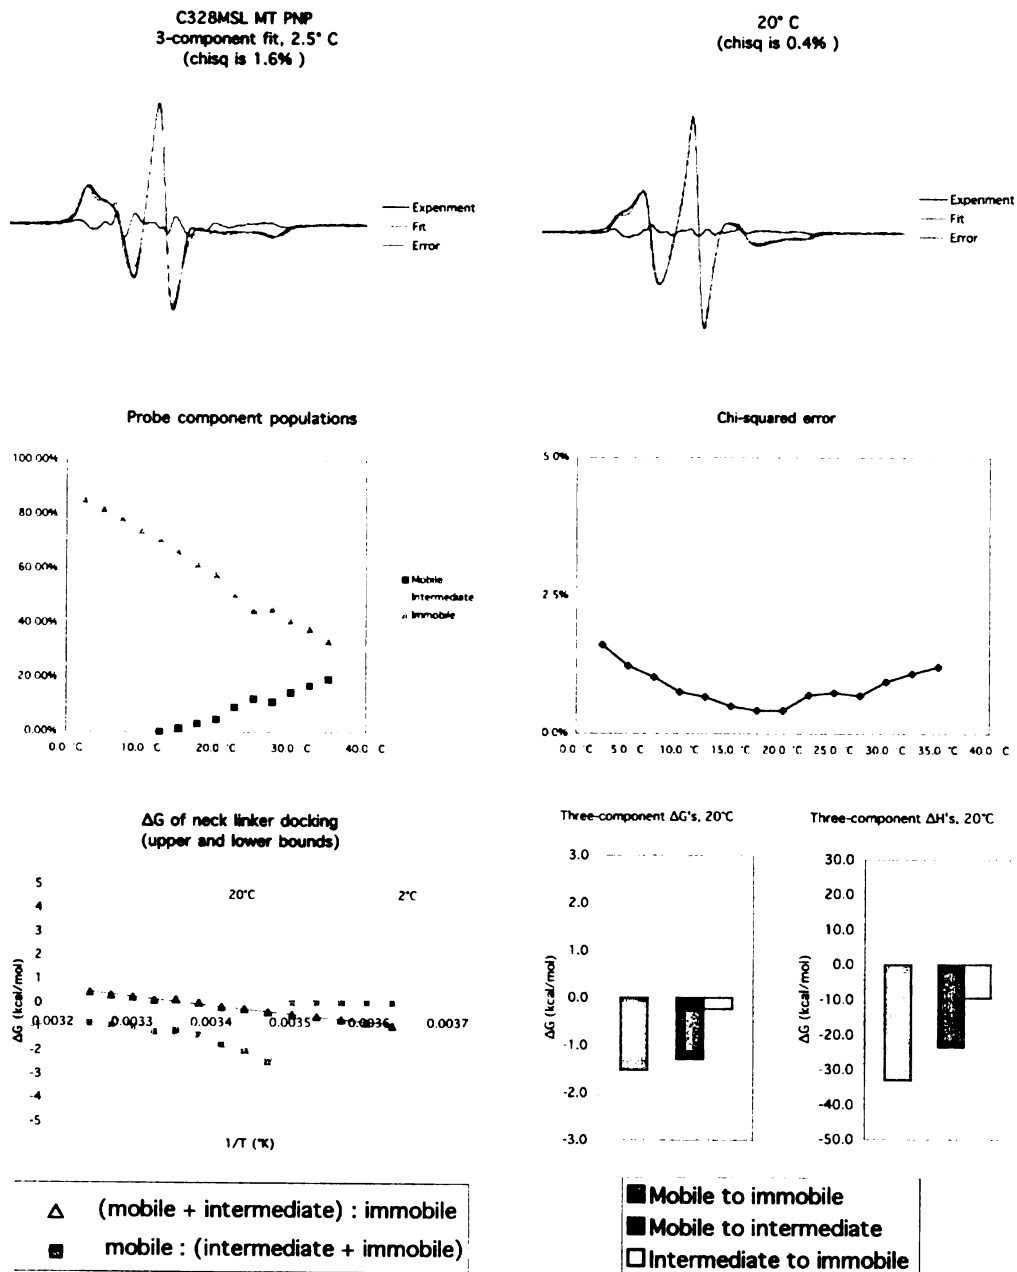 C328MSL MT PNP
3-component fit, 2.5° C
(chisq is 1.6% )
20° C
(chisq is 0.4% )
Experiment
Fit
Error
Experiment
Fit
Error
Probe component populations
100.00%
80.00%
60.00%
40.00%
20.00%
0.00%
0.0 °C 10.0 °C 20.0 °C 30.0 °C 40.0 °C
Mobile
Intermediate
Immobile
Chi-squared error
5.0%
2.5%
0.0%
0.0 °C 5.0 °C 10.0 °C 15.0 °C 20.0 °C 25.0 °C 30.0 °C 35.0 °C 40.0 °C
ΔG of neck linker docking
(upper and lower bounds)
20°C 2°C
5
4
3
2
1
0
-1
-2
-3
-4
-5
ΔG (kcal/mol)
0.0032 0.0033 0.0034 0.0035 0.0036 0.0037
1/T (°K)
Three-component ΔG's, 20°C
3.0
2.0
1.0
0.0
-1.0
-2.0
-3.0
ΔG (kcal/mol)
Three-component ΔH's, 20°C
30.0
20.0
10.0
0.0
-10.0
-20.0
-30.0
-40.0
-50.0
ΔG (kcal/mol)
(mobile + intermediate) : immobile
mobile : (intermediate + immobile)
Mobile to immobile
Mobile to intermediate
Intermediate to immobile